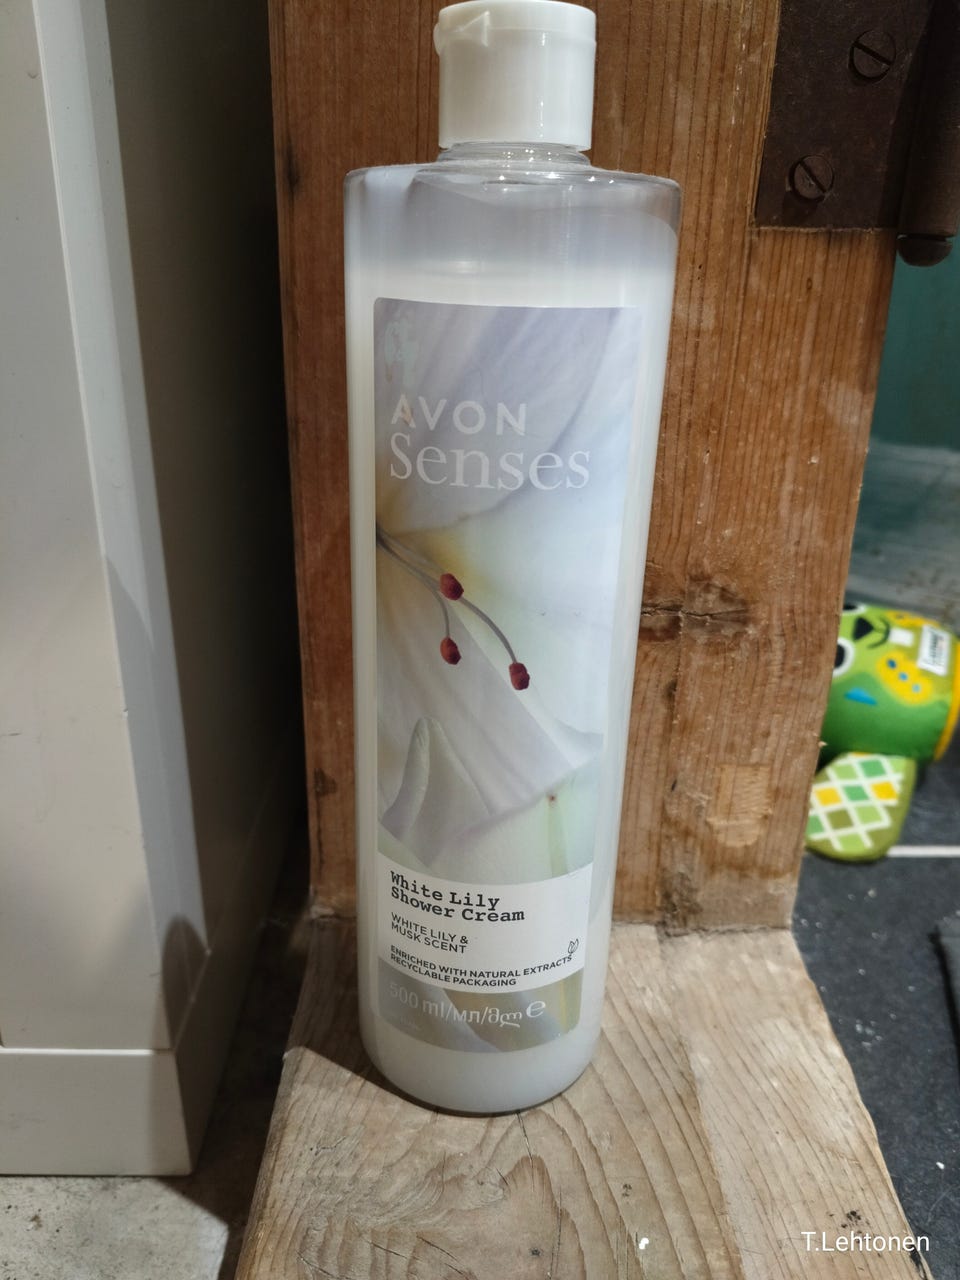 AVON
Senses
White Lily
Shower Cream
WHITE LILY &
MUSK SCENT
ENRICHED WITH NATURAL EXTRACTS
RECYCLABLE PACKAGING
500 ml/мл/მლ e
T.Lehtonen